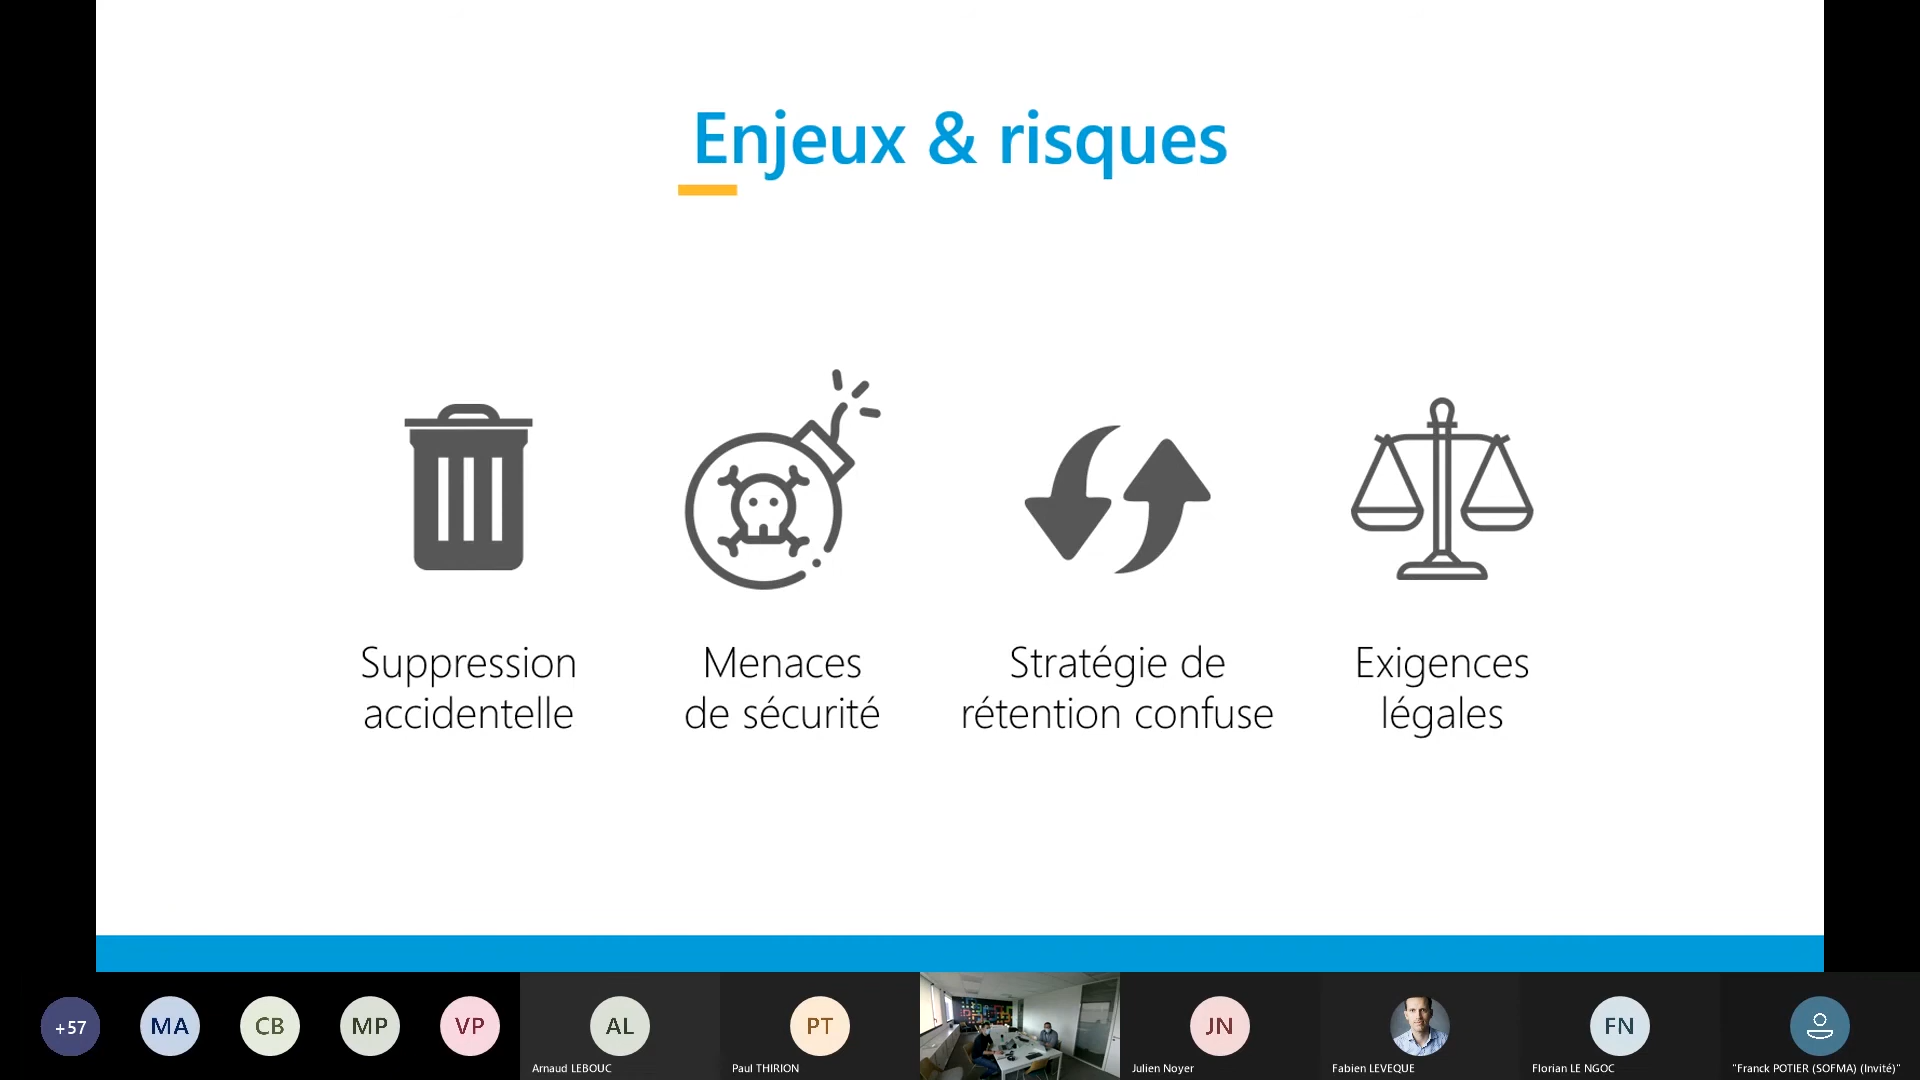 Enjeux & risques
Suppression
accidentelle
Menaces
de sécurité
Stratégie de
rétention confuse
Exigences
légales
+57
MA
CB
MP
VP
AL
PT
JN
FN
Arnaud LEBOUC
Paul THIRION
Julien Noyer
Fabien LEVEQUE
Florian LE NGOC
"Franck POTIER (SOFMA) (Invité)"